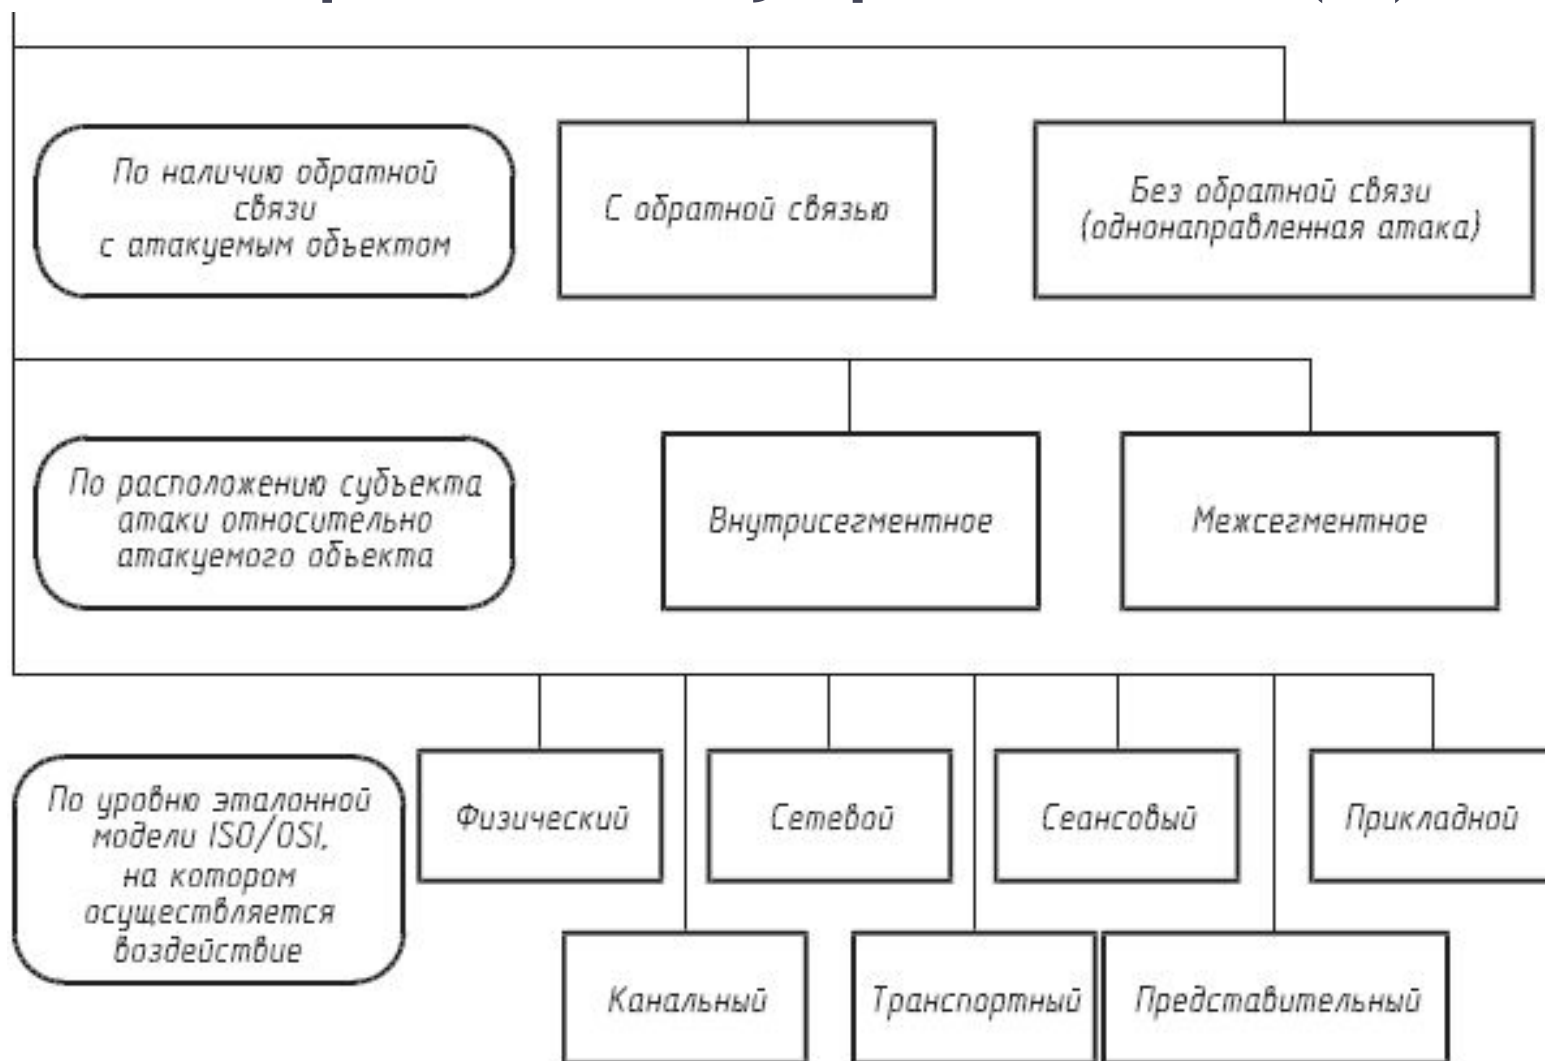 По наличию обратной
связи
с атакуемым объектом
С обратной связью
Без обратной связи
(однонаправленная атака)
По расположению субъекта
атаки относительно
атакуемого объекта
Внутрисегментное
Межсегментное
По уровню эталонной
модели ISO/OSI,
на котором
осуществляется
воздействие
Физический
Сетевой
Сеансовый
Прикладной
Канальный
Транспортный
Представительный